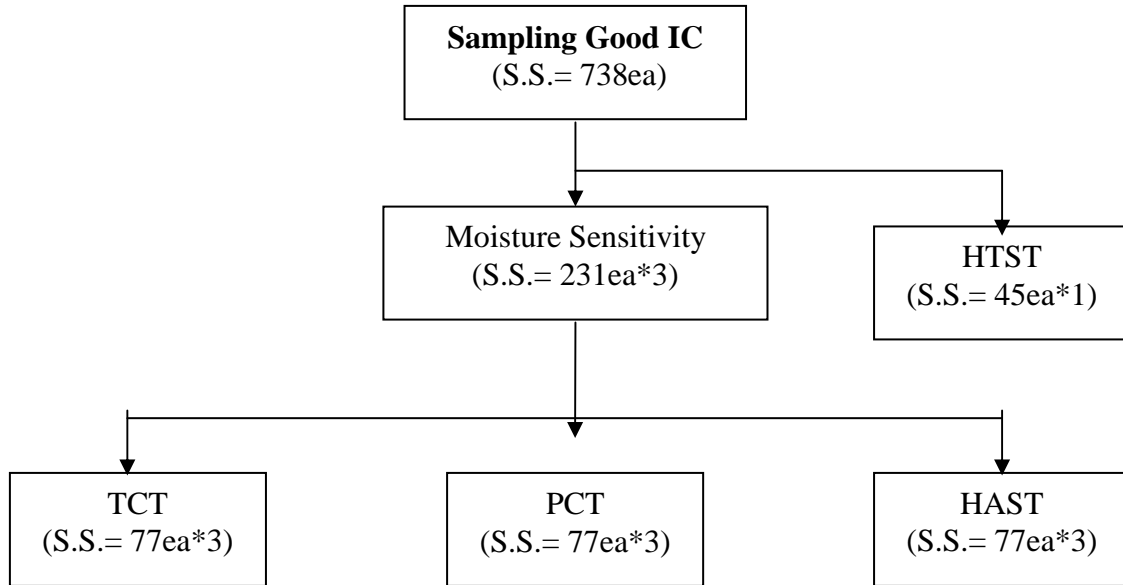 Sampling Good IC
(S.S.= 738ea)
Moisture Sensitivity
(S.S.= 231ea*3)
HTST
(S.S.= 45ea*1)
TCT
(S.S.= 77ea*3)
PCT
(S.S.= 77ea*3)
HAST
(S.S.= 77ea*3)